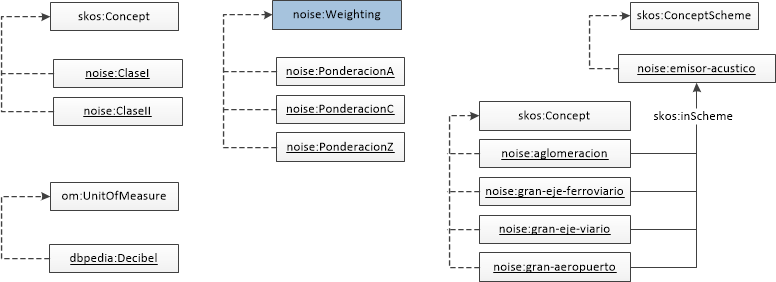 skos:Concept
noise:ClaseI
noise:ClaseII
om:UnitOfMeasure
dbpedia:Decibel
noise:Weighting
noise:PonderacionA
noise:PonderacionC
noise:PonderacionZ
skos:ConceptScheme
noise:emisor-acustico
skos:inScheme
skos:Concept
noise:aglomeracion
noise:gran-eje-ferroviario
noise:gran-eje-viario
noise:gran-aeropuerto